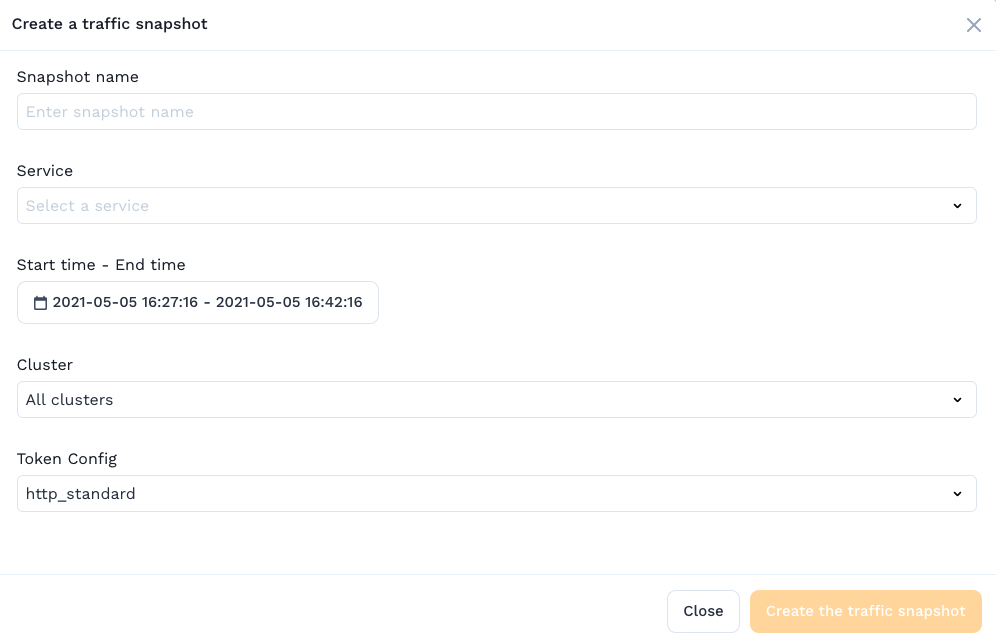 Create a traffic snapshot
Snapshot name
Enter snapshot name
Service
Select a service
Start time - End time
2021-05-05 16:27:16 - 2021-05-05 16:42:16
Cluster
All clusters
Token Config
http_standard
Close
Create the traffic snapshot